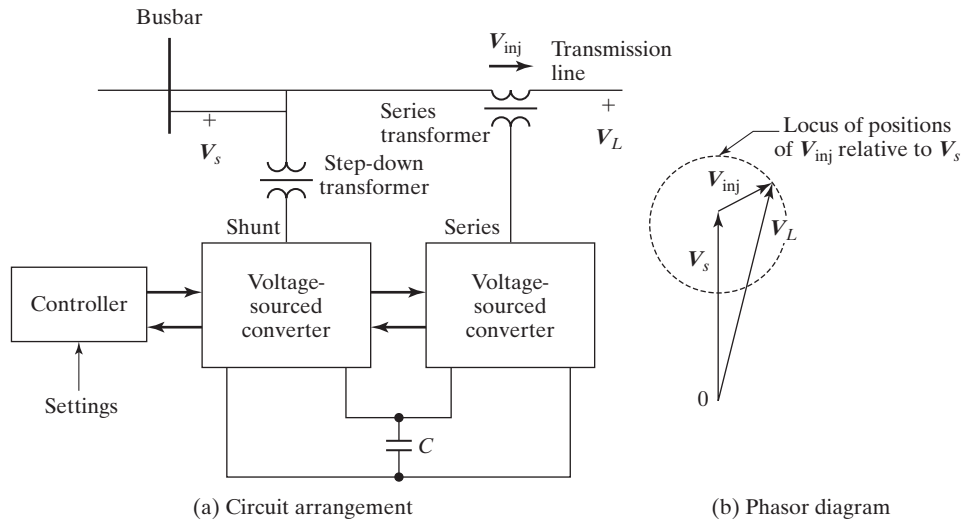 Busbar
V_inj
Transmission
line
+
V_s
Series
transformer
+
V_L
Step-down
transformer
Shunt
Series
Controller
Voltage-
sourced
converter
Voltage-
sourced
converter
Settings
C
(a) Circuit arrangement
Locus of positions
of V_inj relative to V_s
V_inj
V_L
V_s
0
(b) Phasor diagram